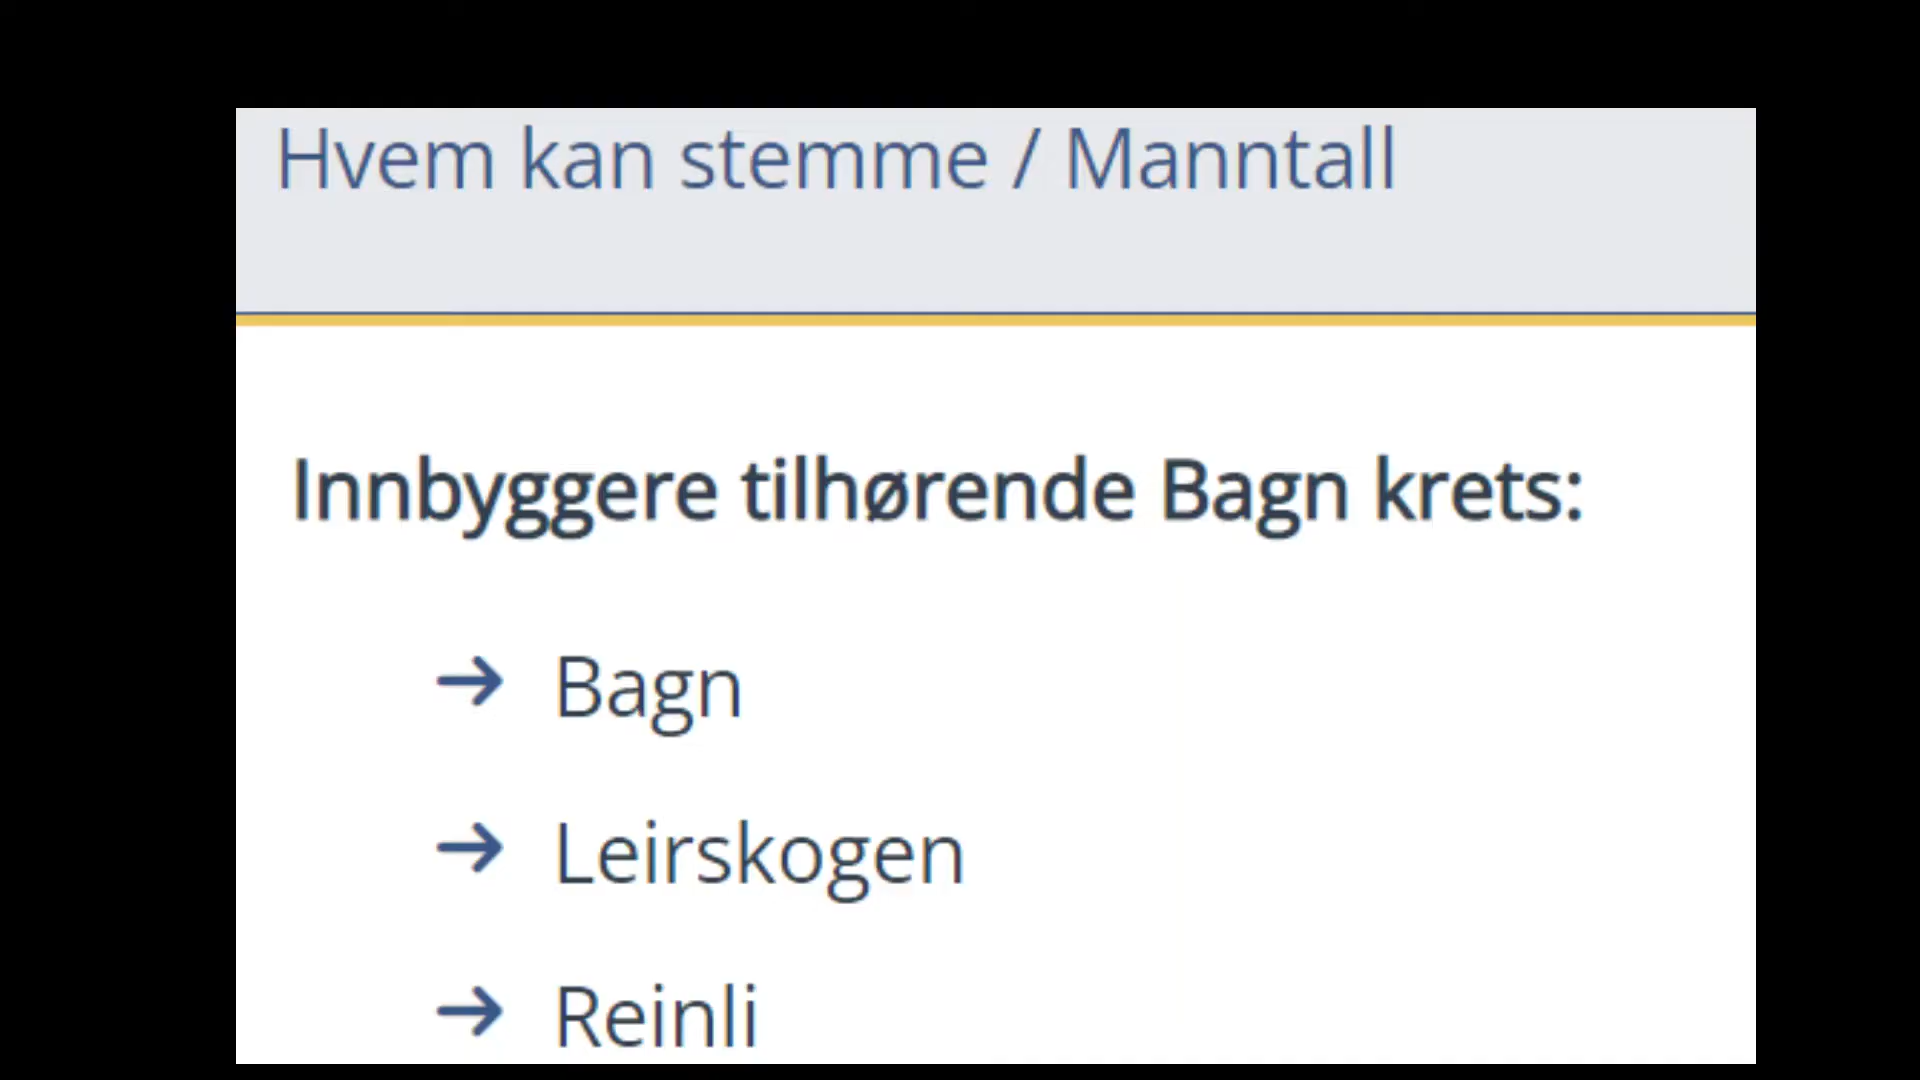 Hvem kan stemme / Manntall
Innbyggere tilhørende Bagn krets:
→ Bagn
→ Leirskogen
→ Reinli